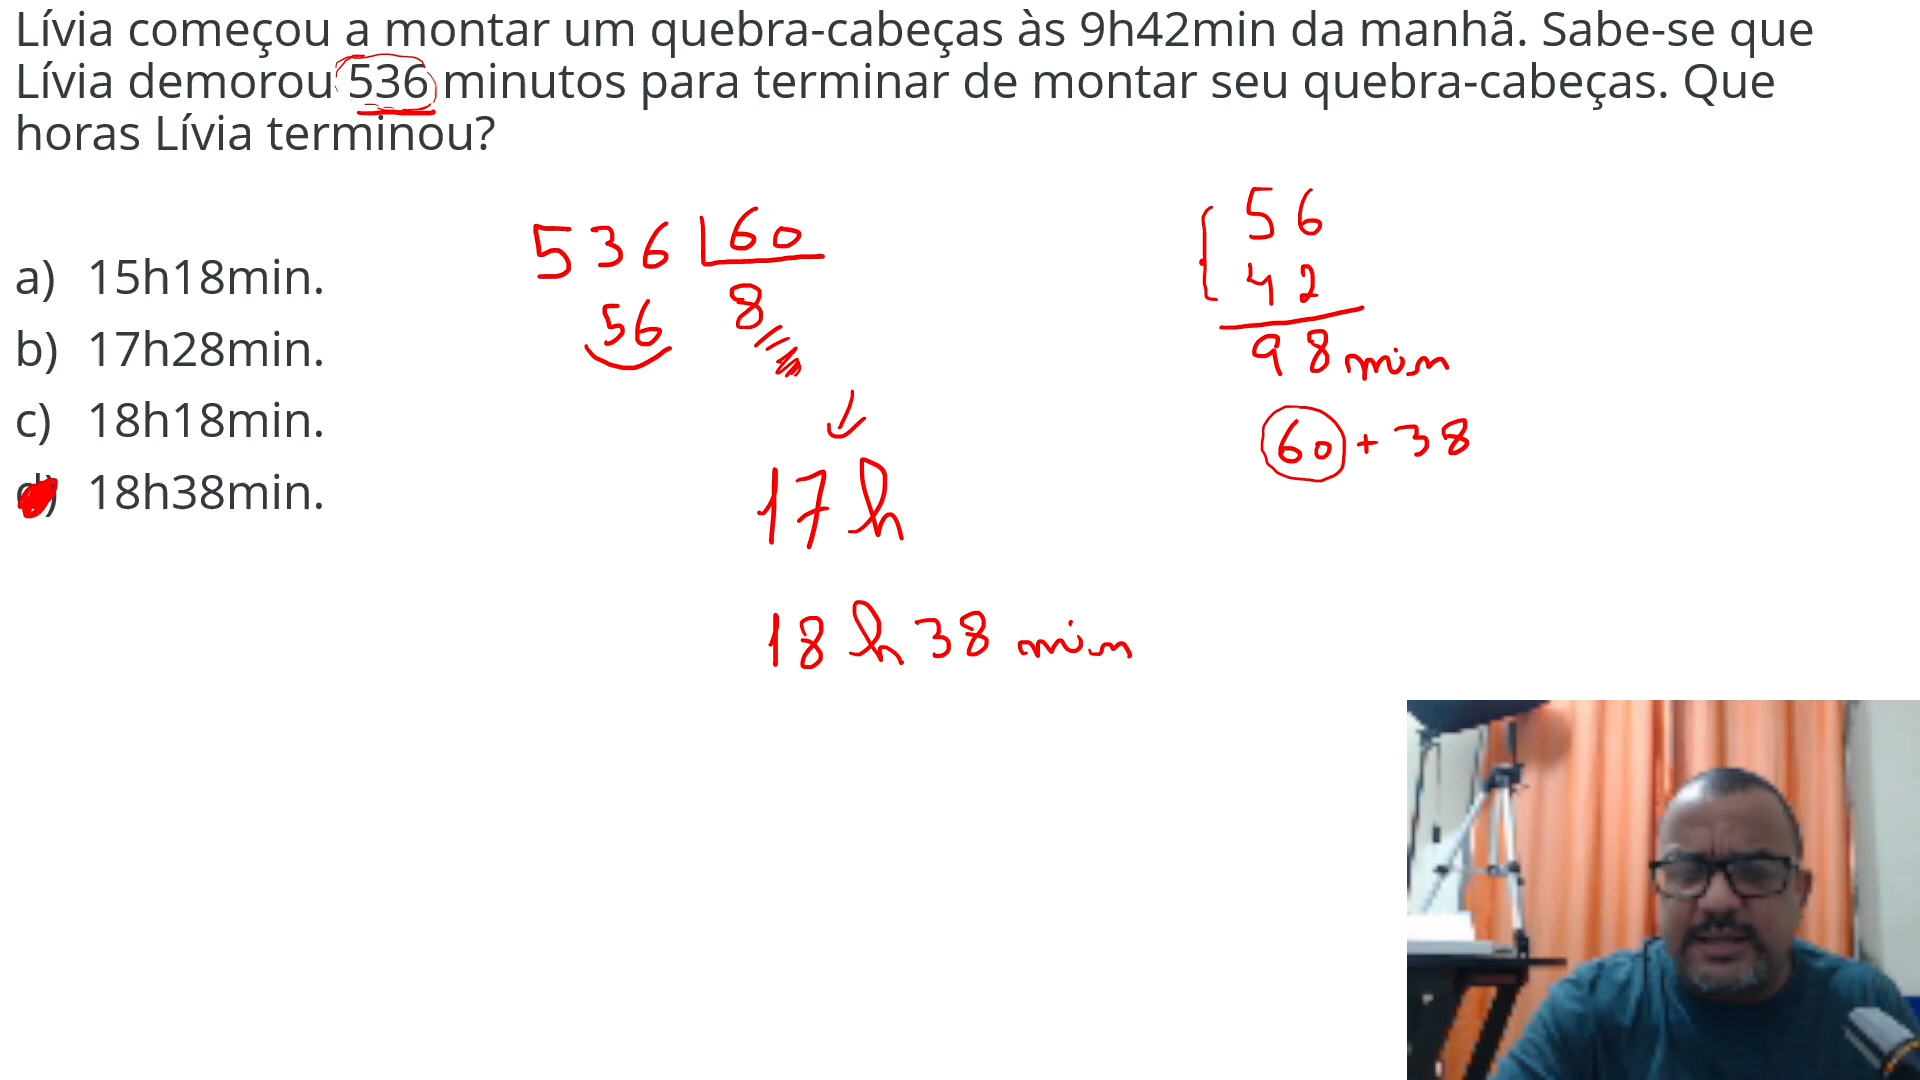 Lívia começou a montar um quebra-cabeças às 9h42min da manhã. Sabe-se que
Lívia demorou 536 minutos para terminar de montar seu quebra-cabeças. Que
horas Lívia terminou?
a) 15h18min.
b) 17h28min.
c) 18h18min.
d) 18h38min.
536 60
56 8
17h
18h 38 min
56
42
98 min
60 + 38